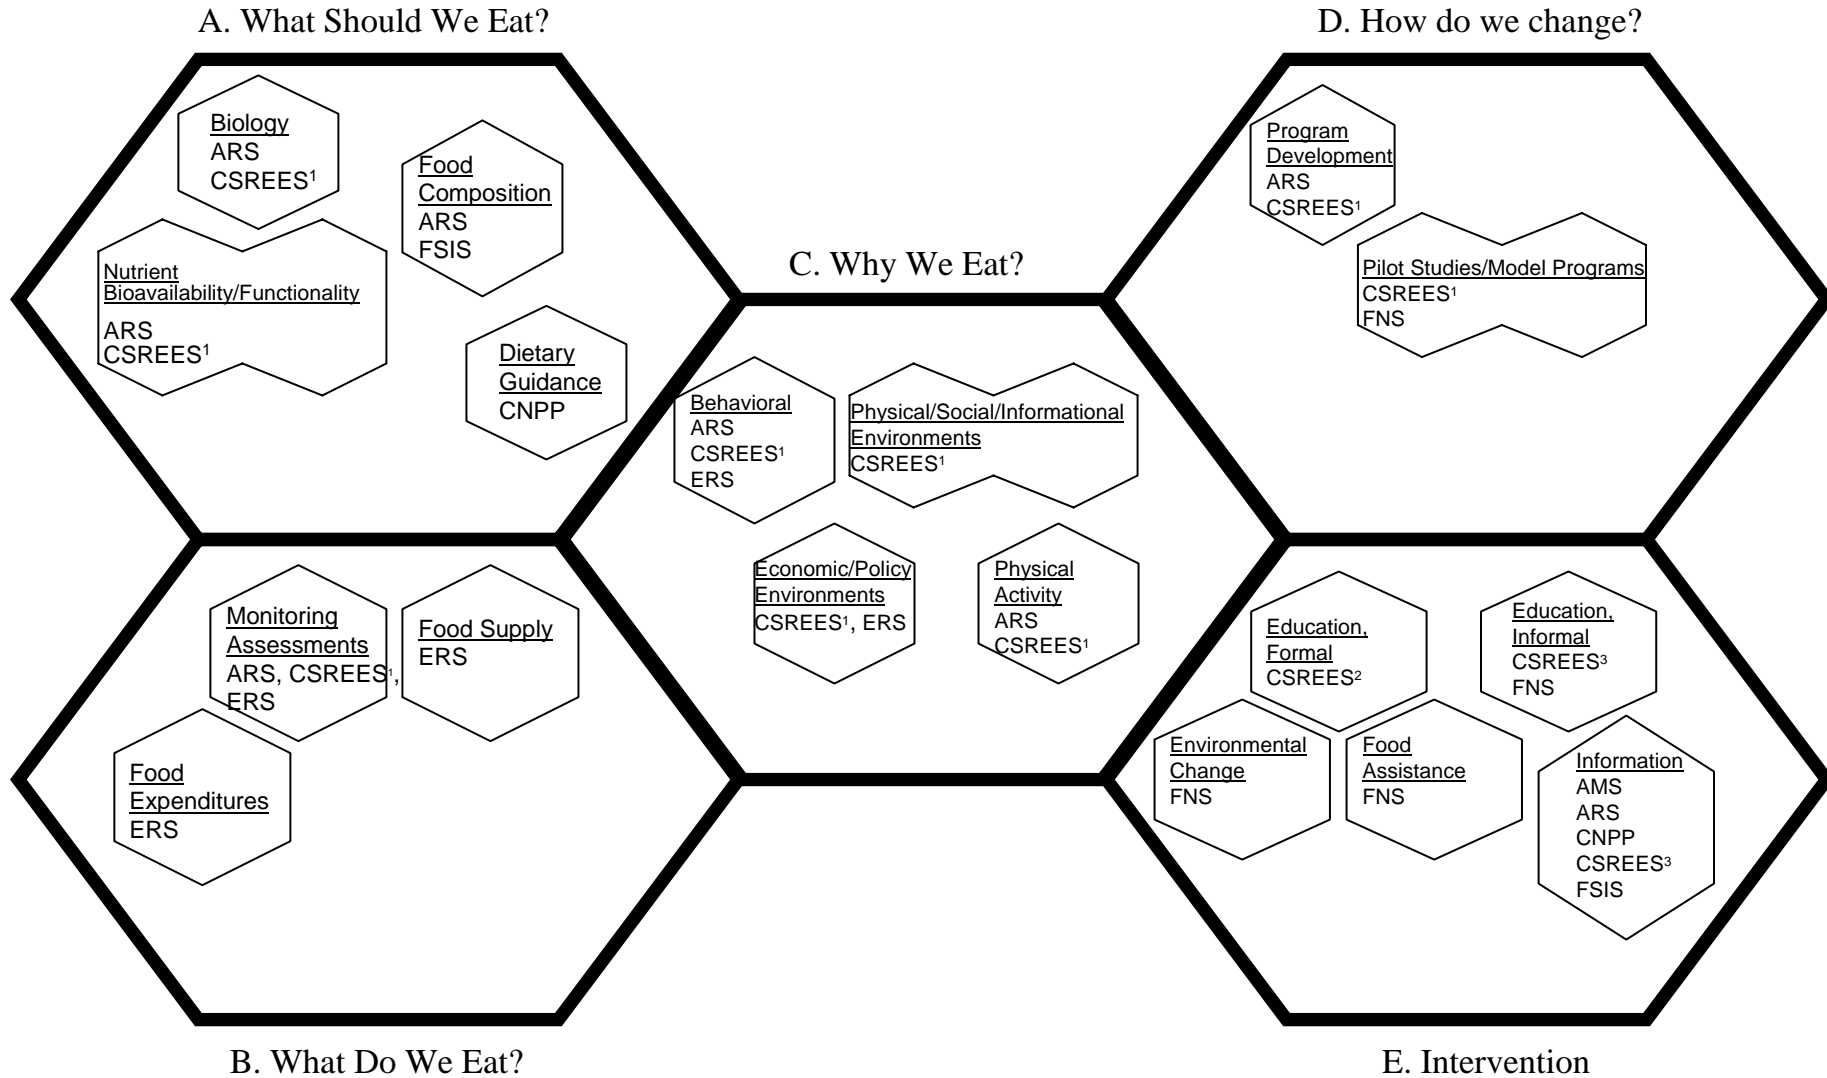 A. What Should We Eat?
Biology
ARS
CSREES¹
Food
Composition
ARS
FSIS
Nutrient
Bioavailability/Functionality
ARS
CSREES¹
Dietary
Guidance
CNPP
D. How do we change?
Program
Development
ARS
CSREES¹
Pilot Studies/Model Programs
CSREES¹
FNS
C. Why We Eat?
Behavioral
ARS
CSREES¹
ERS
Physical/Social/Informational
Environments
CSREES¹
Economic/Policy
Environments
CSREES¹, ERS
Physical
Activity
ARS
CSREES¹
Monitoring
Assessments
ARS, CSREES¹,
ERS
Food Supply
ERS
Food
Expenditures
ERS
B. What Do We Eat?
Education,
Formal
CSREES²
Education,
Informal
CSREES³
FNS
Environmental
Change
FNS
Food
Assistance
FNS
Information
AMS
ARS
CNPP
CSREES³
FSIS
E. Intervention